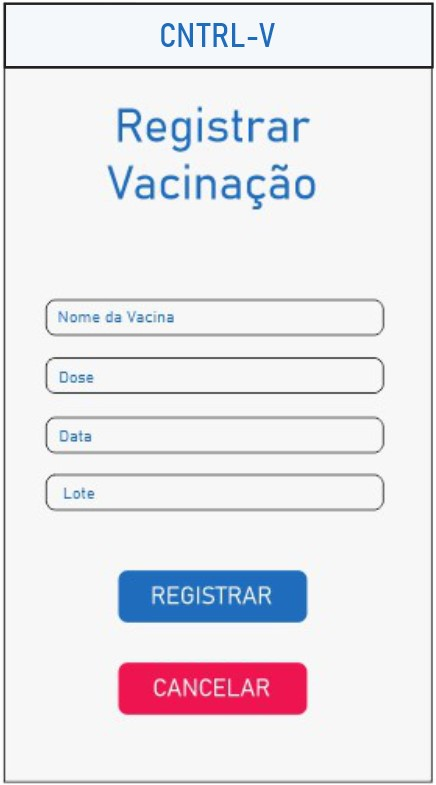 CNTRL-V
Registrar
Vacinação
Nome da Vacina
Dose
Data
Lote
REGISTRAR
CANCELAR